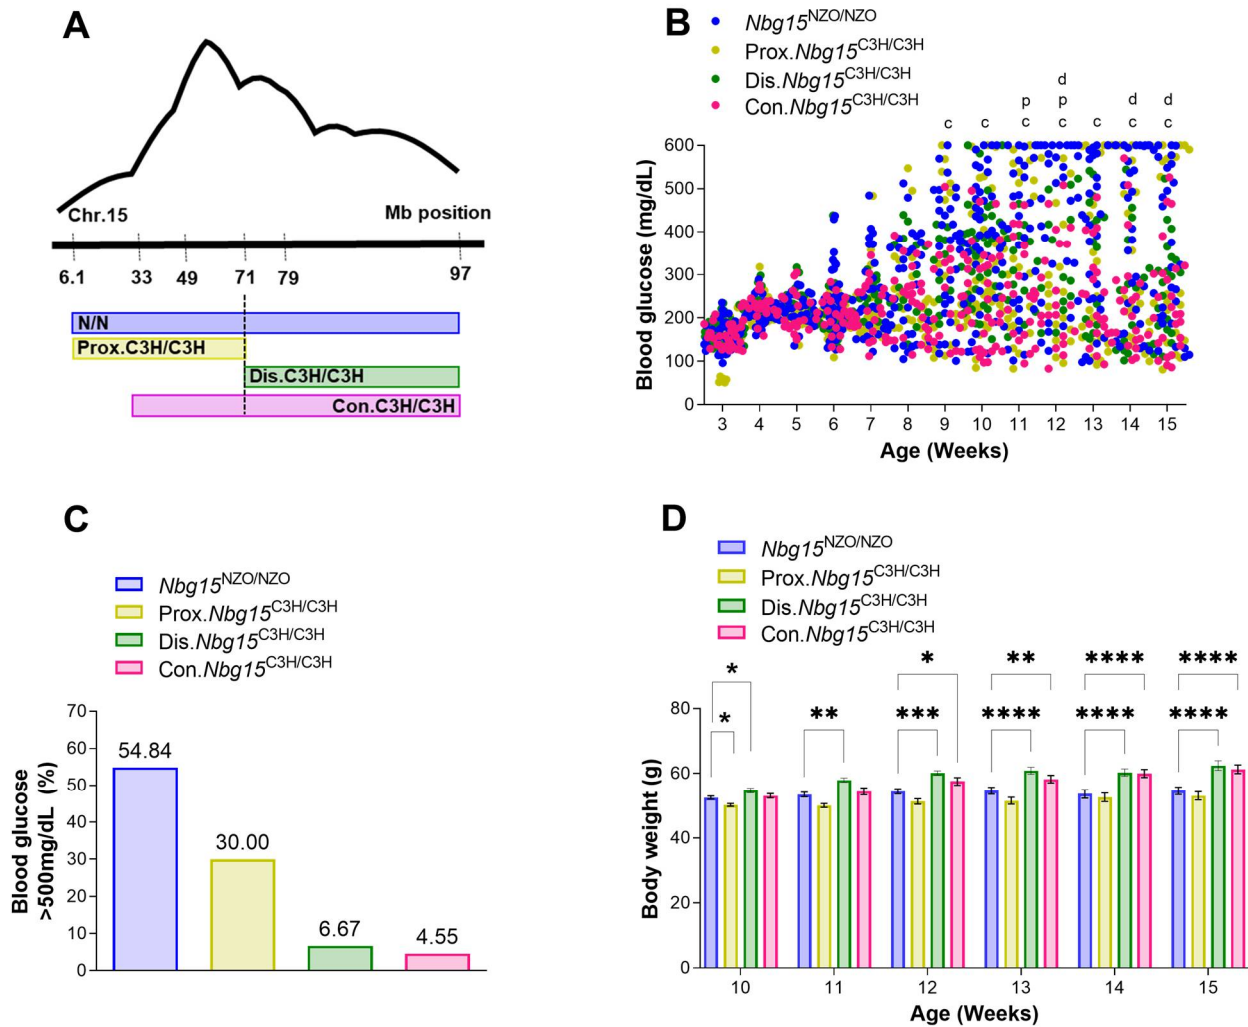 A
Chr.15
Mb position
6.1 33 49 71 79 97
N/N
Prox.C3H/C3H
Dis.C3H/C3H
Con.C3H/C3H
B
Nbg15NZO/NZO
Prox.Nbg15C3H/C3H
Dis.Nbg15C3H/C3H
Con.Nbg15C3H/C3H
d
p p d d
c c c c c c c
Blood glucose (mg/dL)
600
500
400
300
200
100
0
3 4 5 6 7 8 9 10 11 12 13 14 15
Age (Weeks)
C
Nbg15NZO/NZO
Prox.Nbg15C3H/C3H
Dis.Nbg15C3H/C3H
Con.Nbg15C3H/C3H
Blood glucose
>500mg/dL (%)
70
60
50
40
30
20
10
0
54.84
30.00
6.67
4.55
D
Nbg15NZO/NZO
Prox.Nbg15C3H/C3H
Dis.Nbg15C3H/C3H
Con.Nbg15C3H/C3H
* * ** **** ****
* ** *** **** **** ****
Body weight (g)
80
60
40
20
0
10 11 12 13 14 15
Age (Weeks)